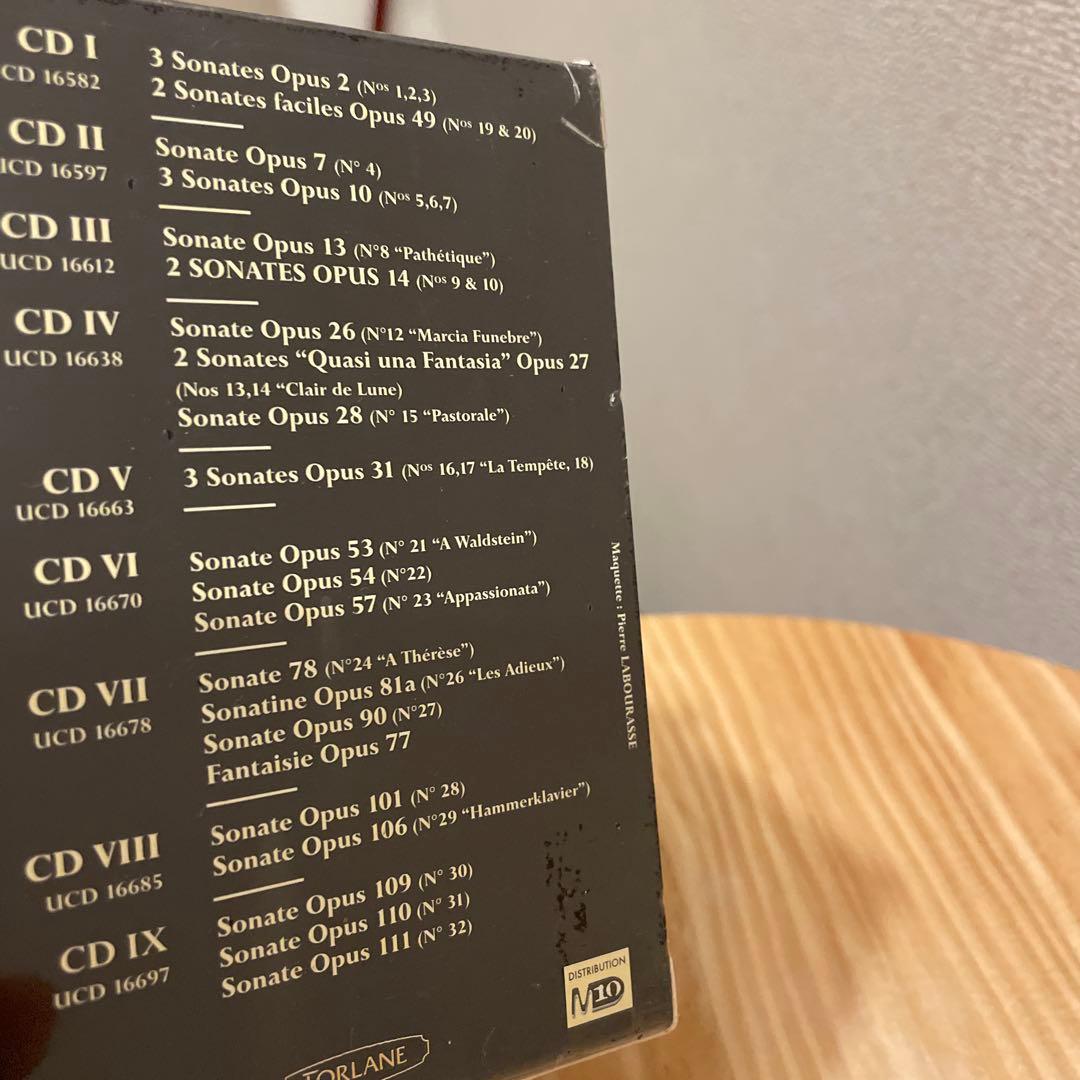 CD I
CD 16582
3 Sonates Opus 2 (Nos 1,2,3)
2 Sonates faciles Opus 49 (Nos 19 & 20)
CD II
ICD 16597
Sonate Opus 7 (N° 4)
3 Sonates Opus 10 (Nos 5,6,7)
CD III
UCD 16612
Sonate Opus 13 (N°8 “Pathétique”)
2 SONATES OPUS 14 (Nos 9 & 10)
CD IV
UCD 16638
Sonate Opus 26 (N°12 “Marcia Funebre”)
2 Sonates “Quasi una Fantasia” Opus 27
(Nos 13,14 “Clair de Lune)
Sonate Opus 28 (N° 15 “Pastorale”)
CD V
UCD 16663
3 Sonates Opus 31 (Nos 16,17 “La Tempête, 18)
CD VI
UCD 16670
Sonate Opus 53 (N° 21 “A Waldstein”)
Sonate Opus 54 (N°22)
Sonate Opus 57 (N° 23 “Appassionata”)
CD VII
UCD 16678
Sonate 78 (N°24 “A Thérèse”)
Sonatine Opus 81a (N°26 “Les Adieux”)
Sonate Opus 90 (N°27)
Fantaisie Opus 77
CD VIII
UCD 16685
Sonate Opus 101 (N° 28)
Sonate Opus 106 (N°29 “Hammerklavier”)
CD IX
UCD 16697
Sonate Opus 109 (N° 30)
Sonate Opus 110 (N° 31)
Sonate Opus 111 (N° 32)
Maquette : Pierre LABOURASSE
DISTRIBUTION
M10
FORLANE